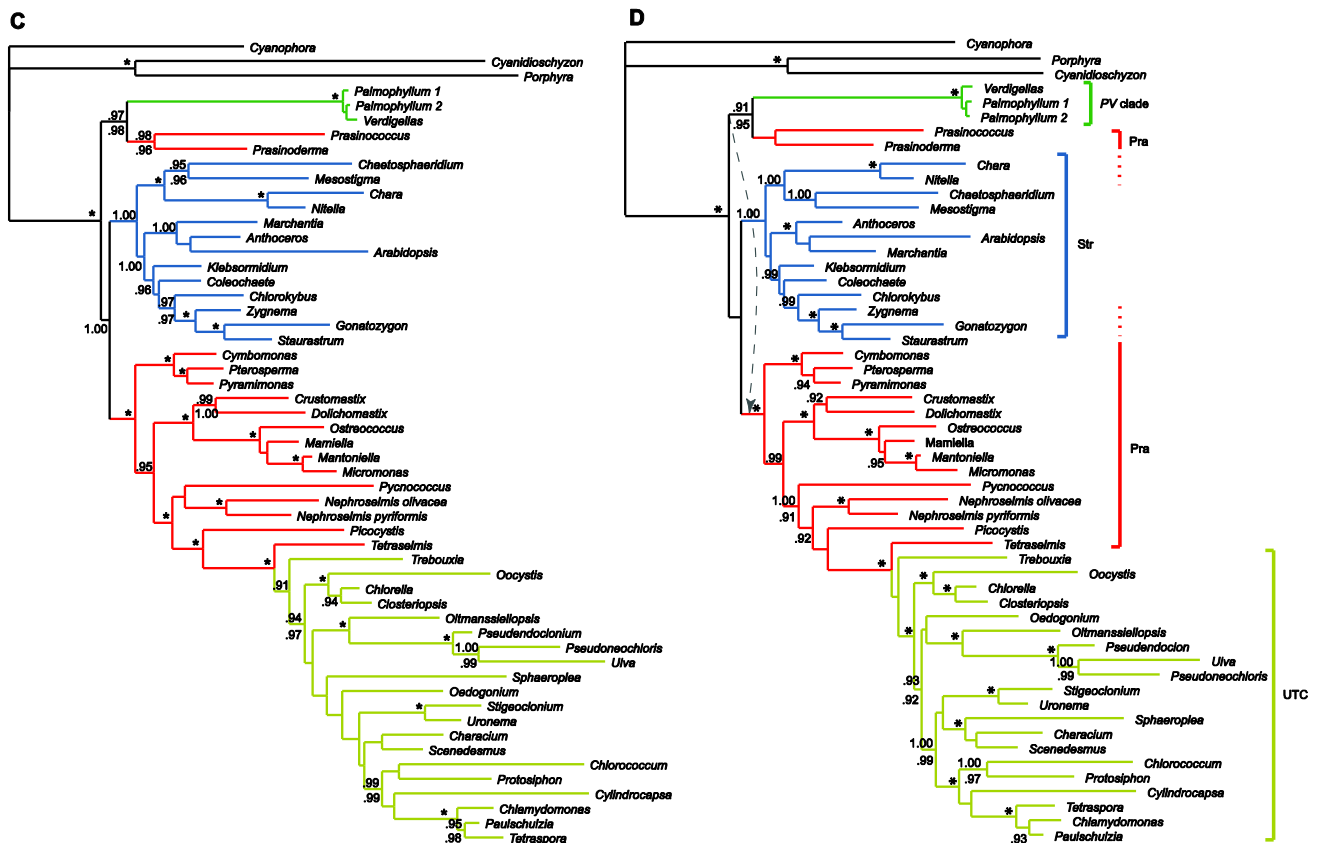 C
Cyanophora
*
Cyanidioschyzon
Porphyra
Palmophyllum 1
*
Palmophyllum 2
Verdigellas
.97
.98
.98
Prasinococcus
.96
Prasinoderma
.95
Chaetosphaeridium
*
.96
Mesostigma
*
Chara
Nitella
*
1.00
Marchantia
1.00
Anthoceros
Arabidopsis
1.00
Klebsormidium
Coleochaete
.96
.97
Chlorokybus
.97
*
Zygnema
1.00
*
Gonatozygon
Staurastrum
*
Cymbomonas
*
Pterosperma
Pyramimonas
.99
Crustomastix
*
*
1.00
Dolichomastix
*
Ostreococcus
Mamiella
*
Mantoniella
.95
Micromonas
Pycnococcus
*
*
Nephroselmis olivacea
Nephroselmis pyriformis
*
Picocystis
*
Tetraselmis
Trebouxia
.91
*
Oocystis
Chlorella
.94
Closteriopsis
.94
.97
*
Oltmanssiellopsis
*
Pseudendoclonium
1.00
Pseudoneochloris
.99
Ulva
Sphaeroplea
Oedogonium
*
Stigeoclonium
Uronema
Characium
Scenedesmus
Chlorococcum
.99
Protosiphon
.99
Cylindrocapsa
*
Chlamydomonas
.95
Paulschulzia
.98
Tetraspora
D
Cyanophora
*
Porphyra
Cyanidioschyzon
*
Verdigellas
Palmophyllum 1
Palmophyllum 2
PV clade
.91
.95
Prasinococcus
Prasinoderma
Pra
*
Chara
1.00
Nitella
1.00
Chaetosphaeridium
Mesostigma
*
1.00
*
Anthoceros
Arabidopsis
Marchantia
Str
.99
Klebsormidium
Coleochaete
.99
Chlorokybus
*
Zygnema
*
Gonatozygon
Staurastrum
*
Cymbomonas
Pterosperma
.94
Pyramimonas
*
.92
Crustomastix
*
Dolichomastix
*
Ostreococcus
Mamiella
.95
*
Mantoniella
Micromonas
Pra
.99
Pycnococcus
1.00
*
Nephroselmis olivacea
.91
Nephroselmis pyriformis
.92
Picocystis
Tetraselmis
*
Trebouxia
*
Oocystis
*
Chlorella
Closteriopsis
*
Oedogonium
*
Oltmanssiellopsis
*
Pseudendoclon
1.00
Ulva
.99
Pseudoneochloris
.93
.92
*
Stigeoclonium
Uronema
UTC
*
Sphaeroplea
Characium
1.00
Scenedesmus
.99
1.00
Chlorococcum
*
.97
Protosiphon
Cylindrocapsa
*
Tetraspora
Chlamydomonas
.93
Paulschulzia